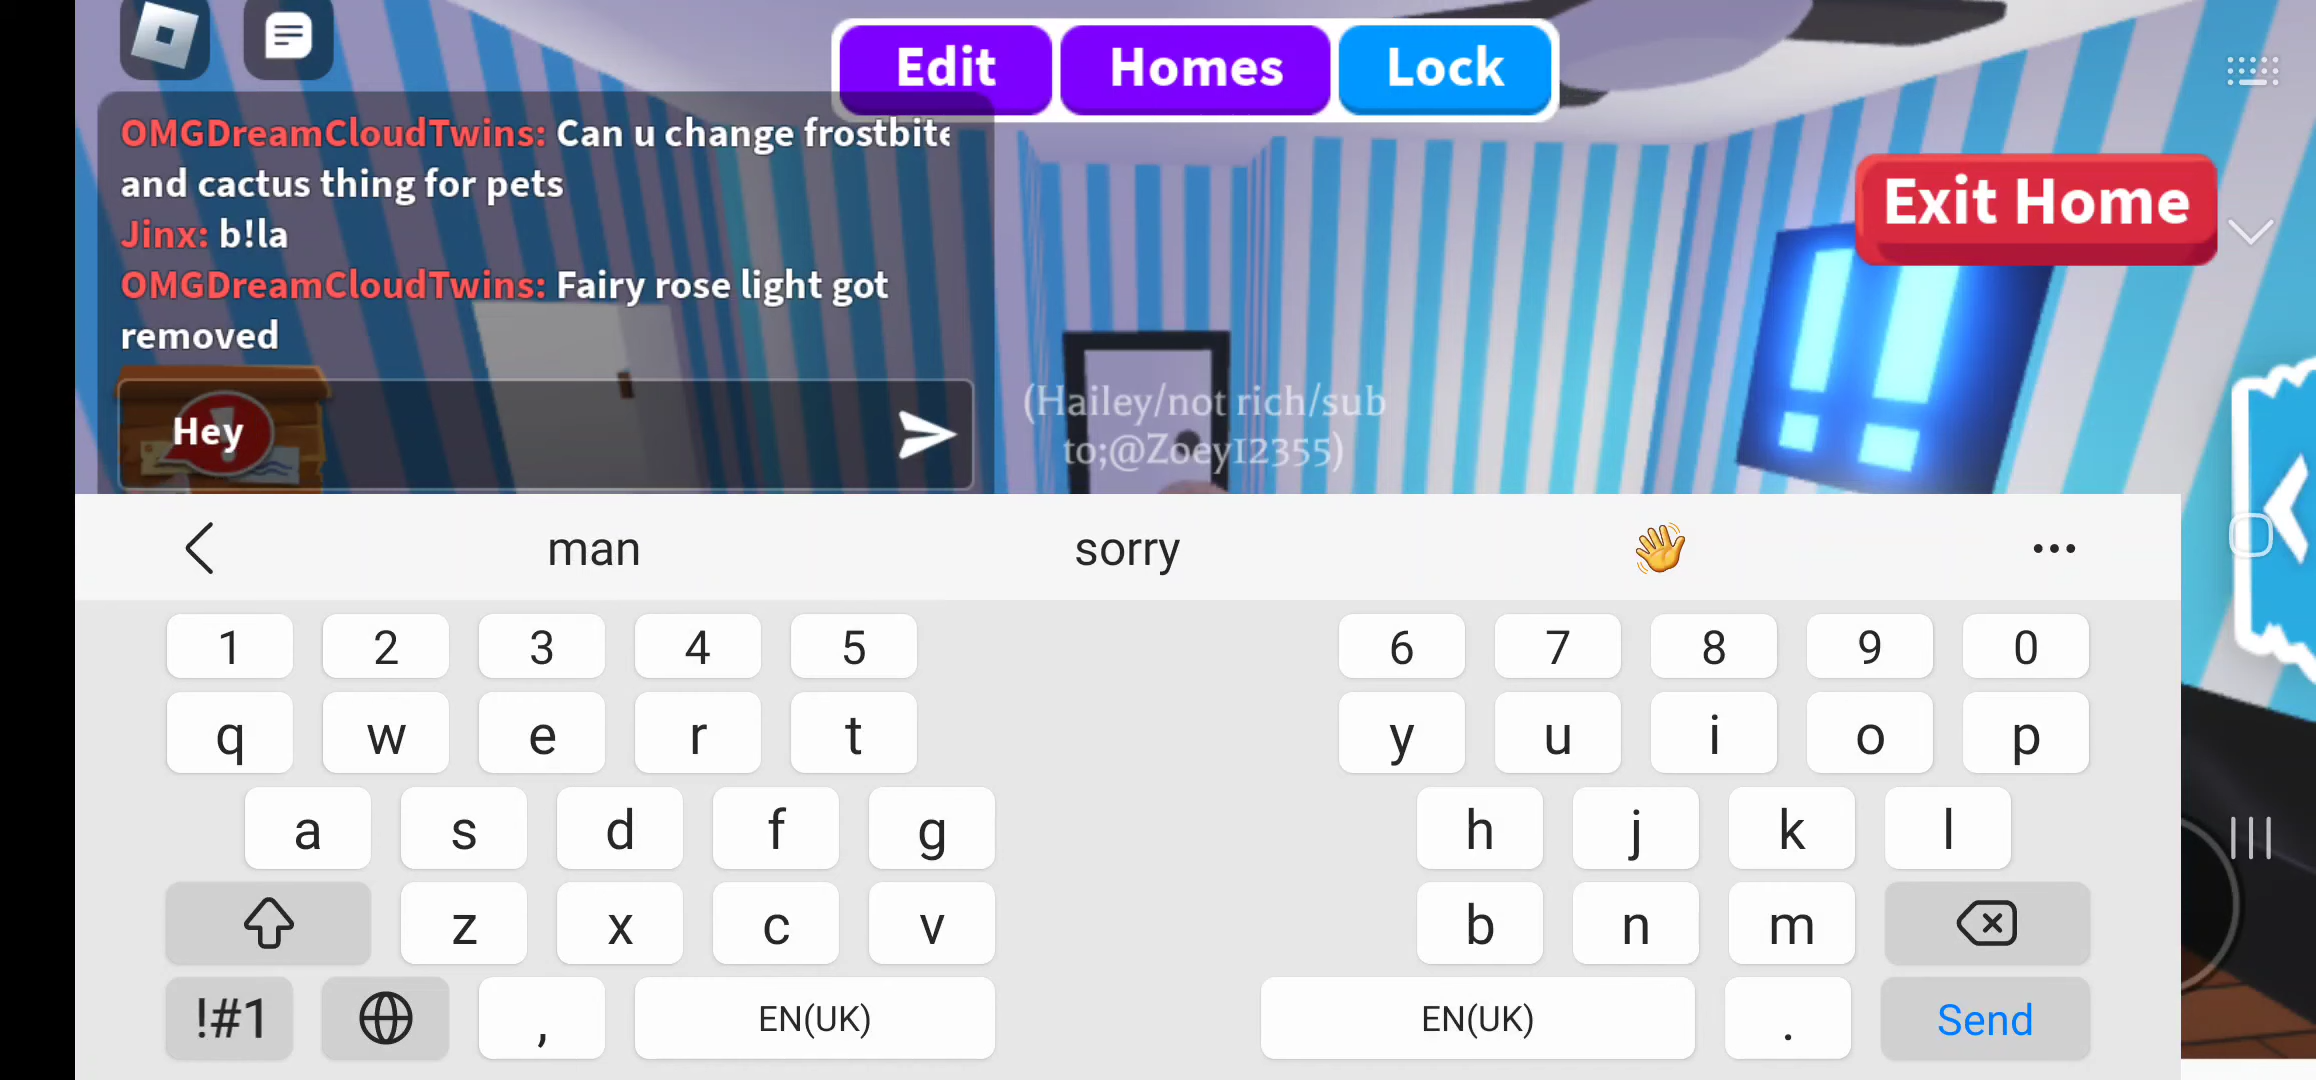 Edit Homes Lock
OMGDreamCloudTwins: Can u change frostbite
and cactus thing for pets
Jinx: b!la
OMGDreamCloudTwins: Fairy rose light got
removed
Exit Home
!!
Hey
(Hailey/not rich/sub
to;@Zoey12355)
man sorry 👋 ...
1 2 3 4 5 6 7 8 9 0
q w e r t y u i o p
a s d f g h j k l
z x c v b n m
!#1 , EN(UK) EN(UK) . Send